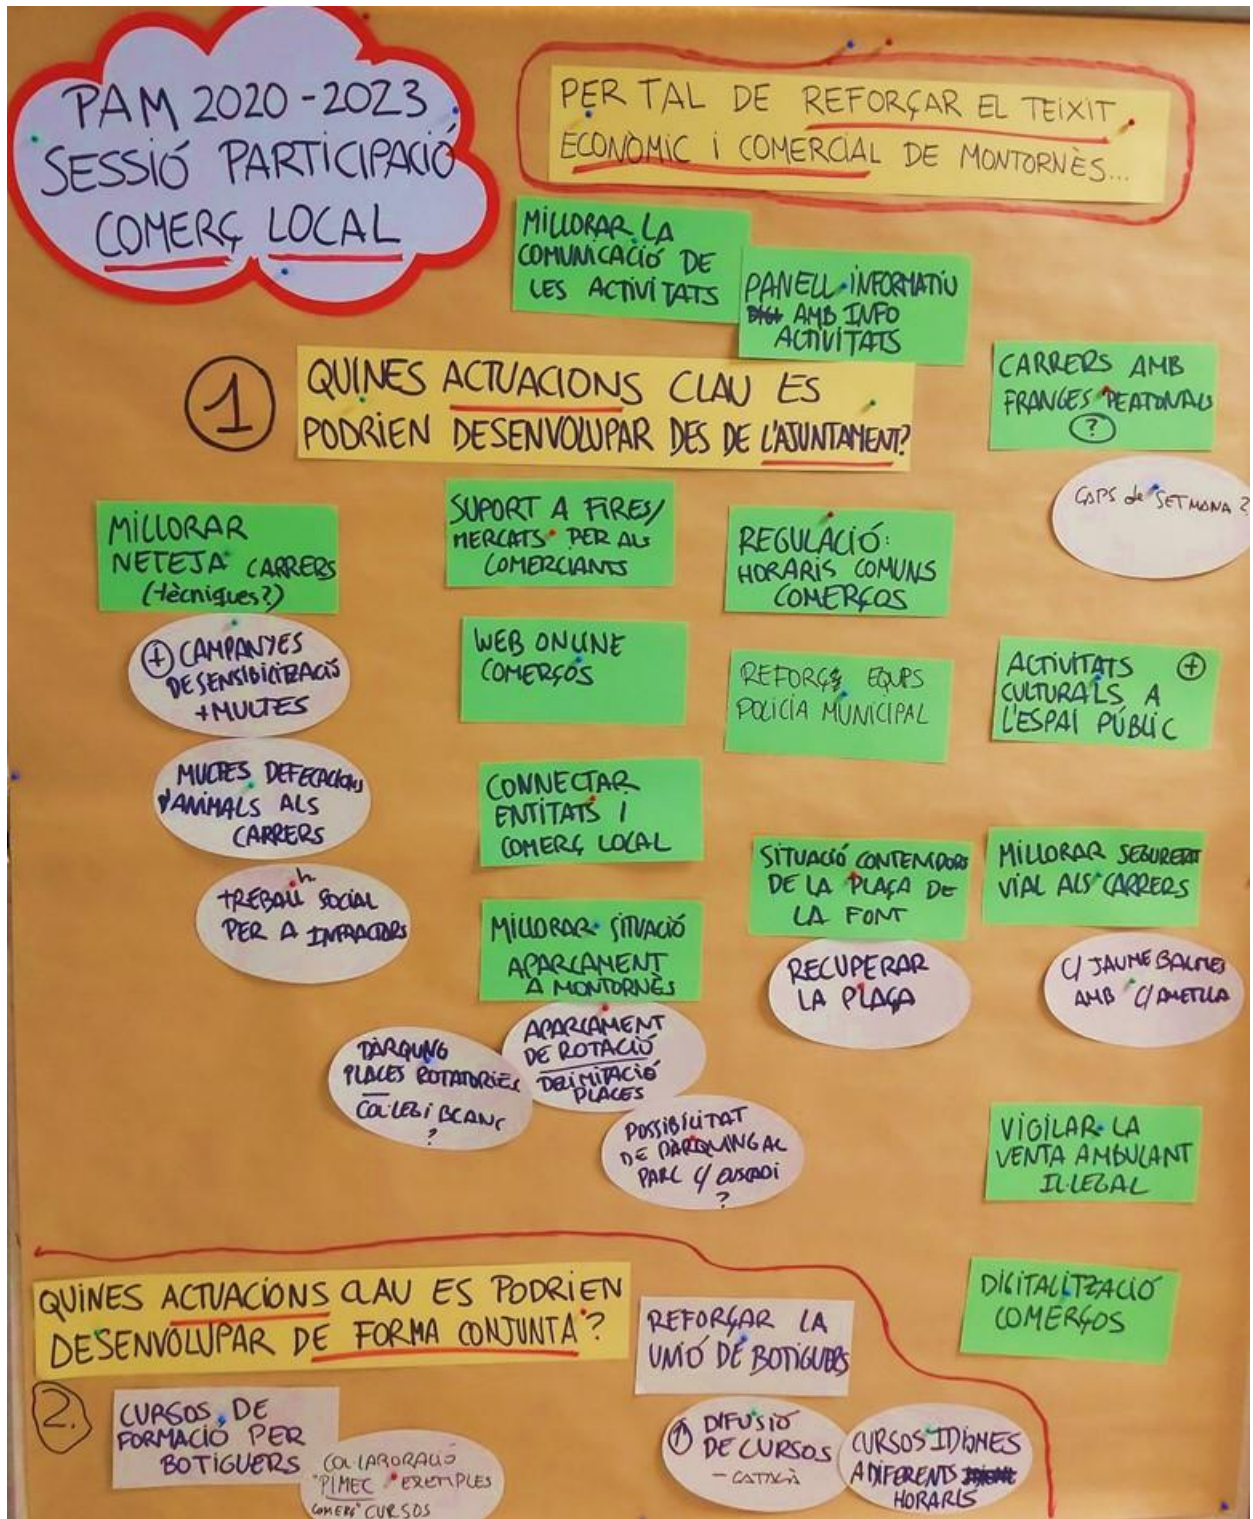 PAM 2020-2023
SESSIÓ PARTICIPACIÓ
COMERÇ LOCAL
PER TAL DE REFORÇAR EL TEIXIT
ECONÒMIC I COMERCIAL DE MONTORNÈS...
MILLORAR LA
COMUNICACIÓ DE
LES ACTIVITATS
PANELL INFORMATIU
AMB INFO
ACTIVITATS
1
QUINES ACTUACIONS CLAU ES
PODRIEN DESENVOLUPAR DES DE L'AJUNTAMENT?
CARRERS AMB
FRANGES PEATONALS
?
CAPS de SETMANA?
MILLORAR
NETEJA CARRERS
(tècniques?)
+ CAMPANYES
DE SENSIBILITZACIÓ
+MULTES
MULTES DEFECACIONS
D'ANIMALS ALS
CARRERS
TREBALL SOCIAL
PER A INFRACTORS
SUPORT A FIRES/
MERCATS PER ALS
COMERCIANTS
WEB ONLINE
COMERÇOS
CONNECTAR
ENTITATS I
COMERÇ LOCAL
MILLORAR SITUACIÓ
APARCAMENT
A MONTORNÈS
APARCAMENT
DE ROTACIÓ
DELIMITACIÓ
PLACES
PÀRQUING
PLACES ROTATORIES
COL·LEGI BLANC
?
POSSIBILITAT
DE PÀRQUING AL
PARC C/ EUSKADI
?
REGULACIÓ:
HORARIS COMUNS
COMERÇOS
REFORÇ EQUIPS
POLICIA MUNICIPAL
SITUACIÓ CONTENIDORS
DE LA PLAÇA DE
LA FONT
RECUPERAR
LA PLAÇA
ACTIVITATS +
CULTURALS A
L'ESPAI PÚBLIC
MILLORAR SEGURETAT
VIAL ALS CARRERS
C/ JAUME BALMES
AMB C/ AMETLLA
VIGILAR LA
VENTA AMBULANT
IL·LEGAL
DIGITALITZACIÓ
COMERÇOS
QUINES ACTUACIONS CLAU ES PODRIEN
DESENVOLUPAR DE FORMA CONJUNTA?
2.
CURSOS DE
FORMACIÓ PER
BOTIGUERS
COL·LABORACIÓ
"PIMEC EXEMPLES
COMERÇ" CURSOS
REFORÇAR LA
UNIÓ DE BOTIGUERS
↑ DIFUSIÓ
DE CURSOS
- CATALÀ
CURSOS IDIOMES
A DIFERENTS
HORARIS